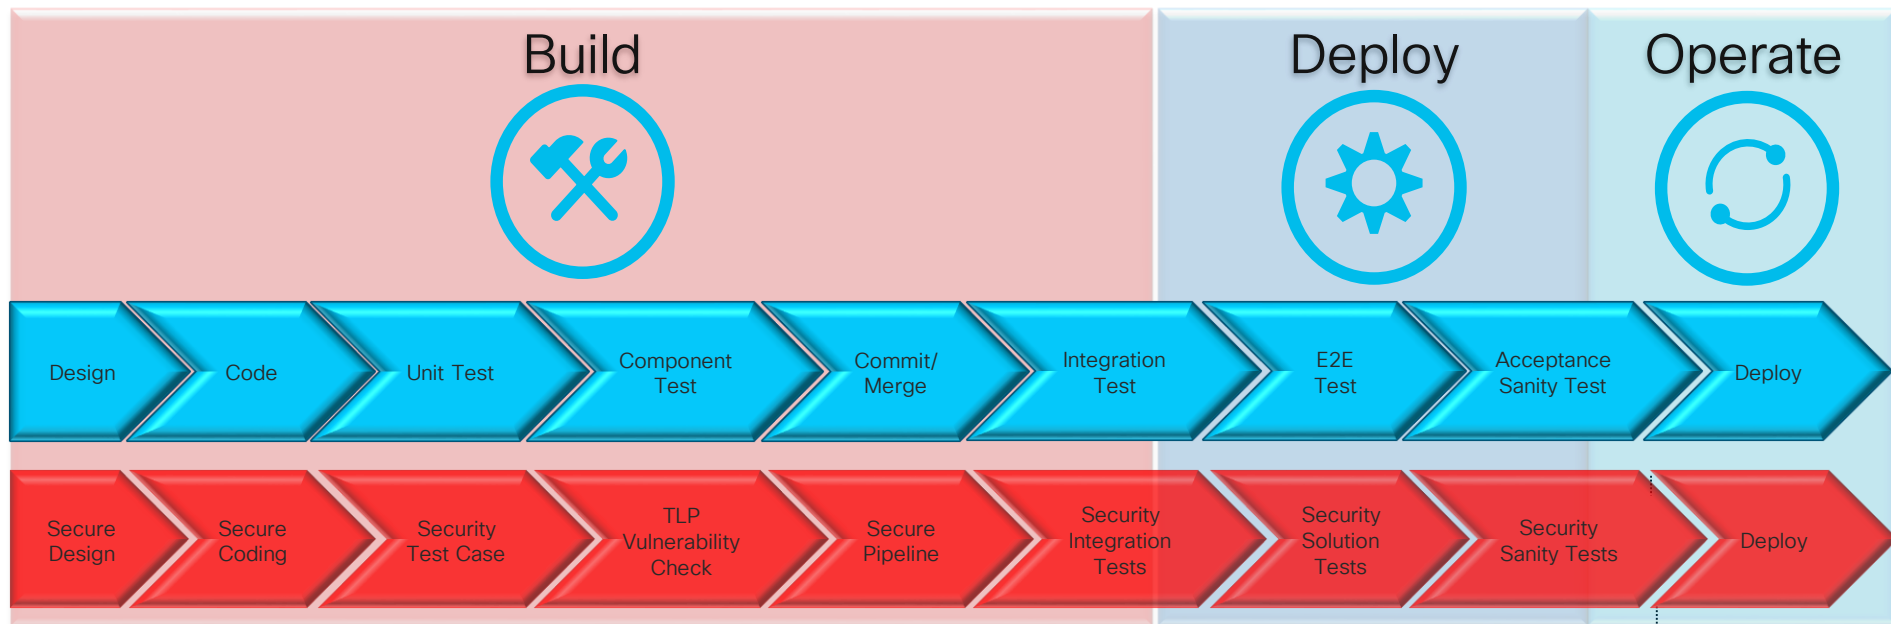 Build
Deploy
Operate
Design
Code
Unit Test
Component
Test
Commit/
Merge
Integration
Test
E2E
Test
Acceptance
Sanity Test
Deploy
Secure
Design
Secure
Coding
Security
Test Case
TLP
Vulnerability
Check
Secure
Pipeline
Security
Integration
Tests
Security
Solution
Tests
Security
Sanity Tests
Deploy